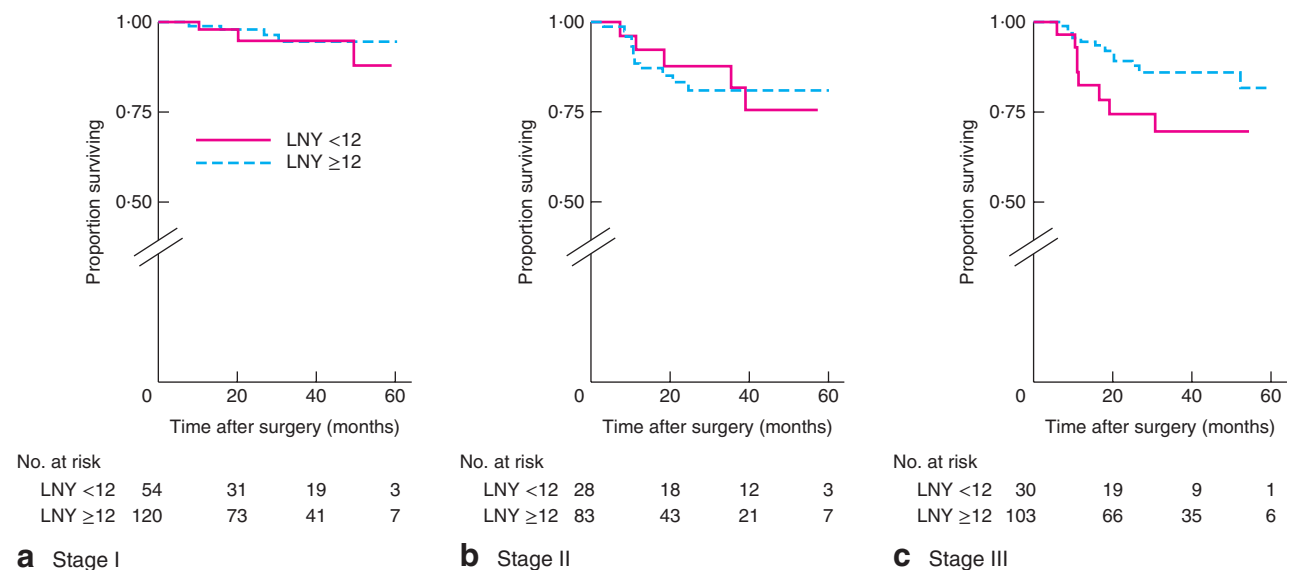 1·00
0·75
0·50
0
20
40
60
Proportion surviving
Time after surgery (months)
LNY <12
LNY ≥12
No. at risk
LNY <12 54 31 19 3
LNY ≥12 120 73 41 7
a Stage I
1·00
0·75
0·50
0
20
40
60
Proportion surviving
Time after surgery (months)
No. at risk
LNY <12 28 18 12 3
LNY ≥12 83 43 21 7
b Stage II
1·00
0·75
0·50
0
20
40
60
Proportion surviving
Time after surgery (months)
No. at risk
LNY <12 30 19 9 1
LNY ≥12 103 66 35 6
c Stage III